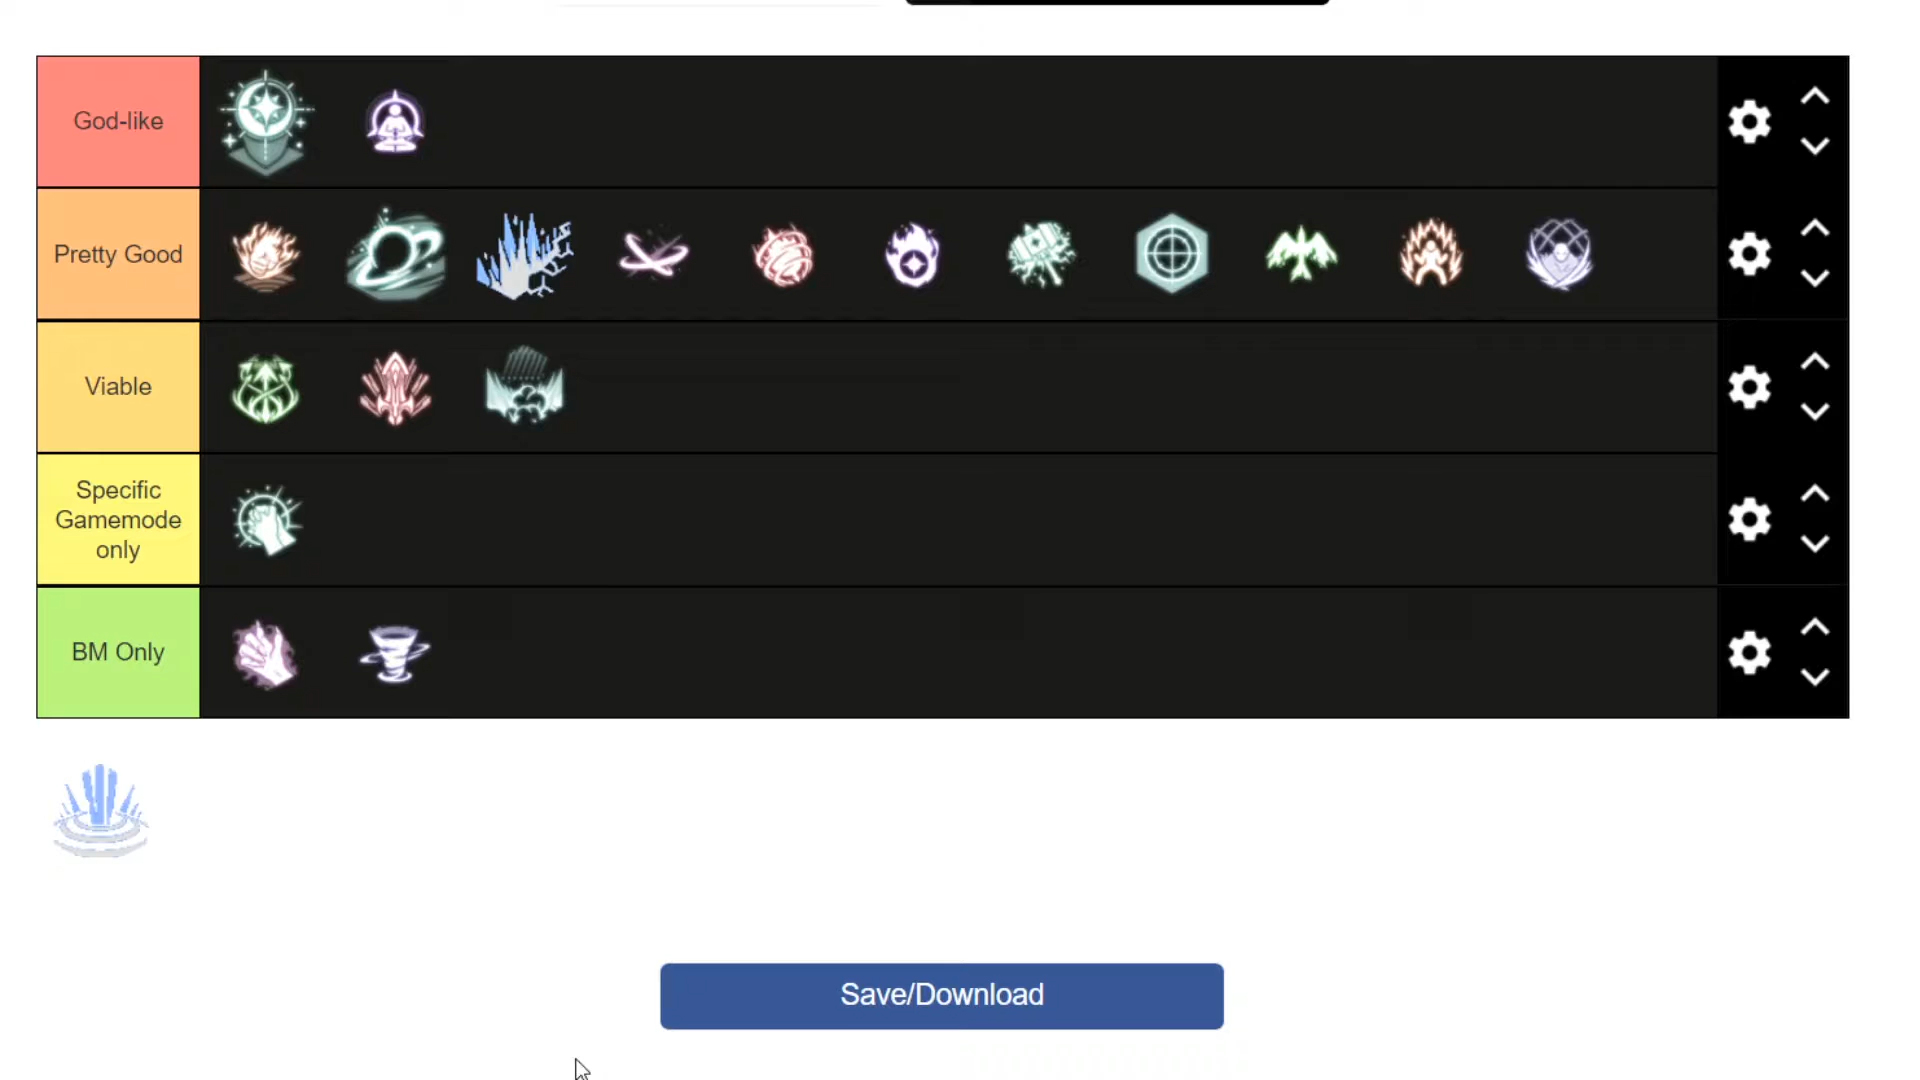 God-like
Pretty Good
Viable
Specific
Gamemode
only
BM Only
Save/Download